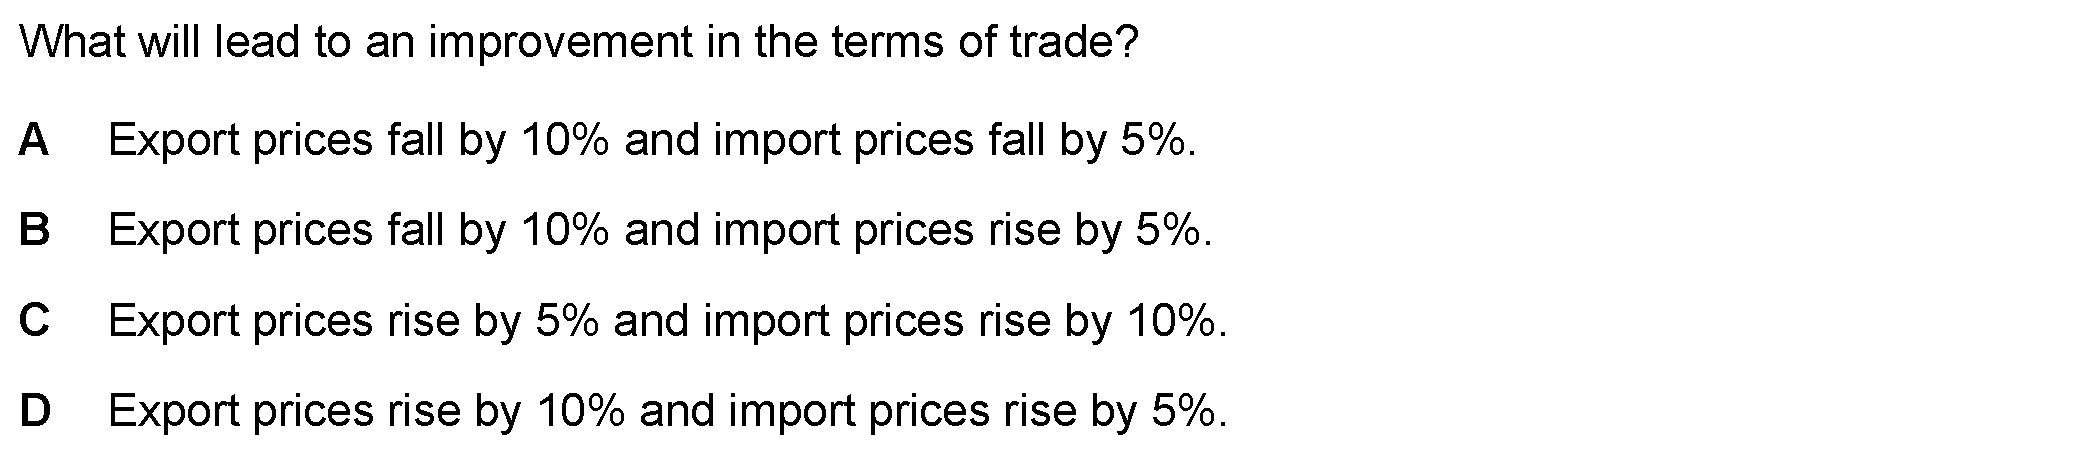 What will lead to an improvement in the terms of trade?
A Export prices fall by 10% and import prices fall by 5%.
B Export prices fall by 10% and import prices rise by 5%.
C Export prices rise by 5% and import prices rise by 10%.
D Export prices rise by 10% and import prices rise by 5%.